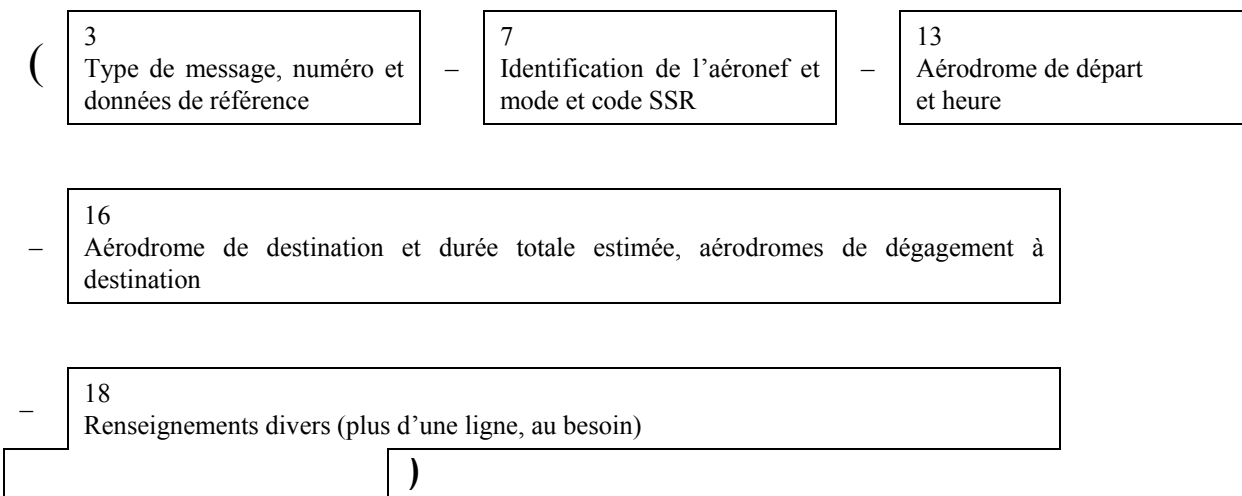 ( 3 7 13
Type de message, numéro et – Identification de l’aéronef et – Aérodrome de départ
données de référence mode et code SSR et heure
16
– Aérodrome de destination et durée totale estimée, aérodromes de dégagement à
destination
18
– Renseignements divers (plus d’une ligne, au besoin)
)